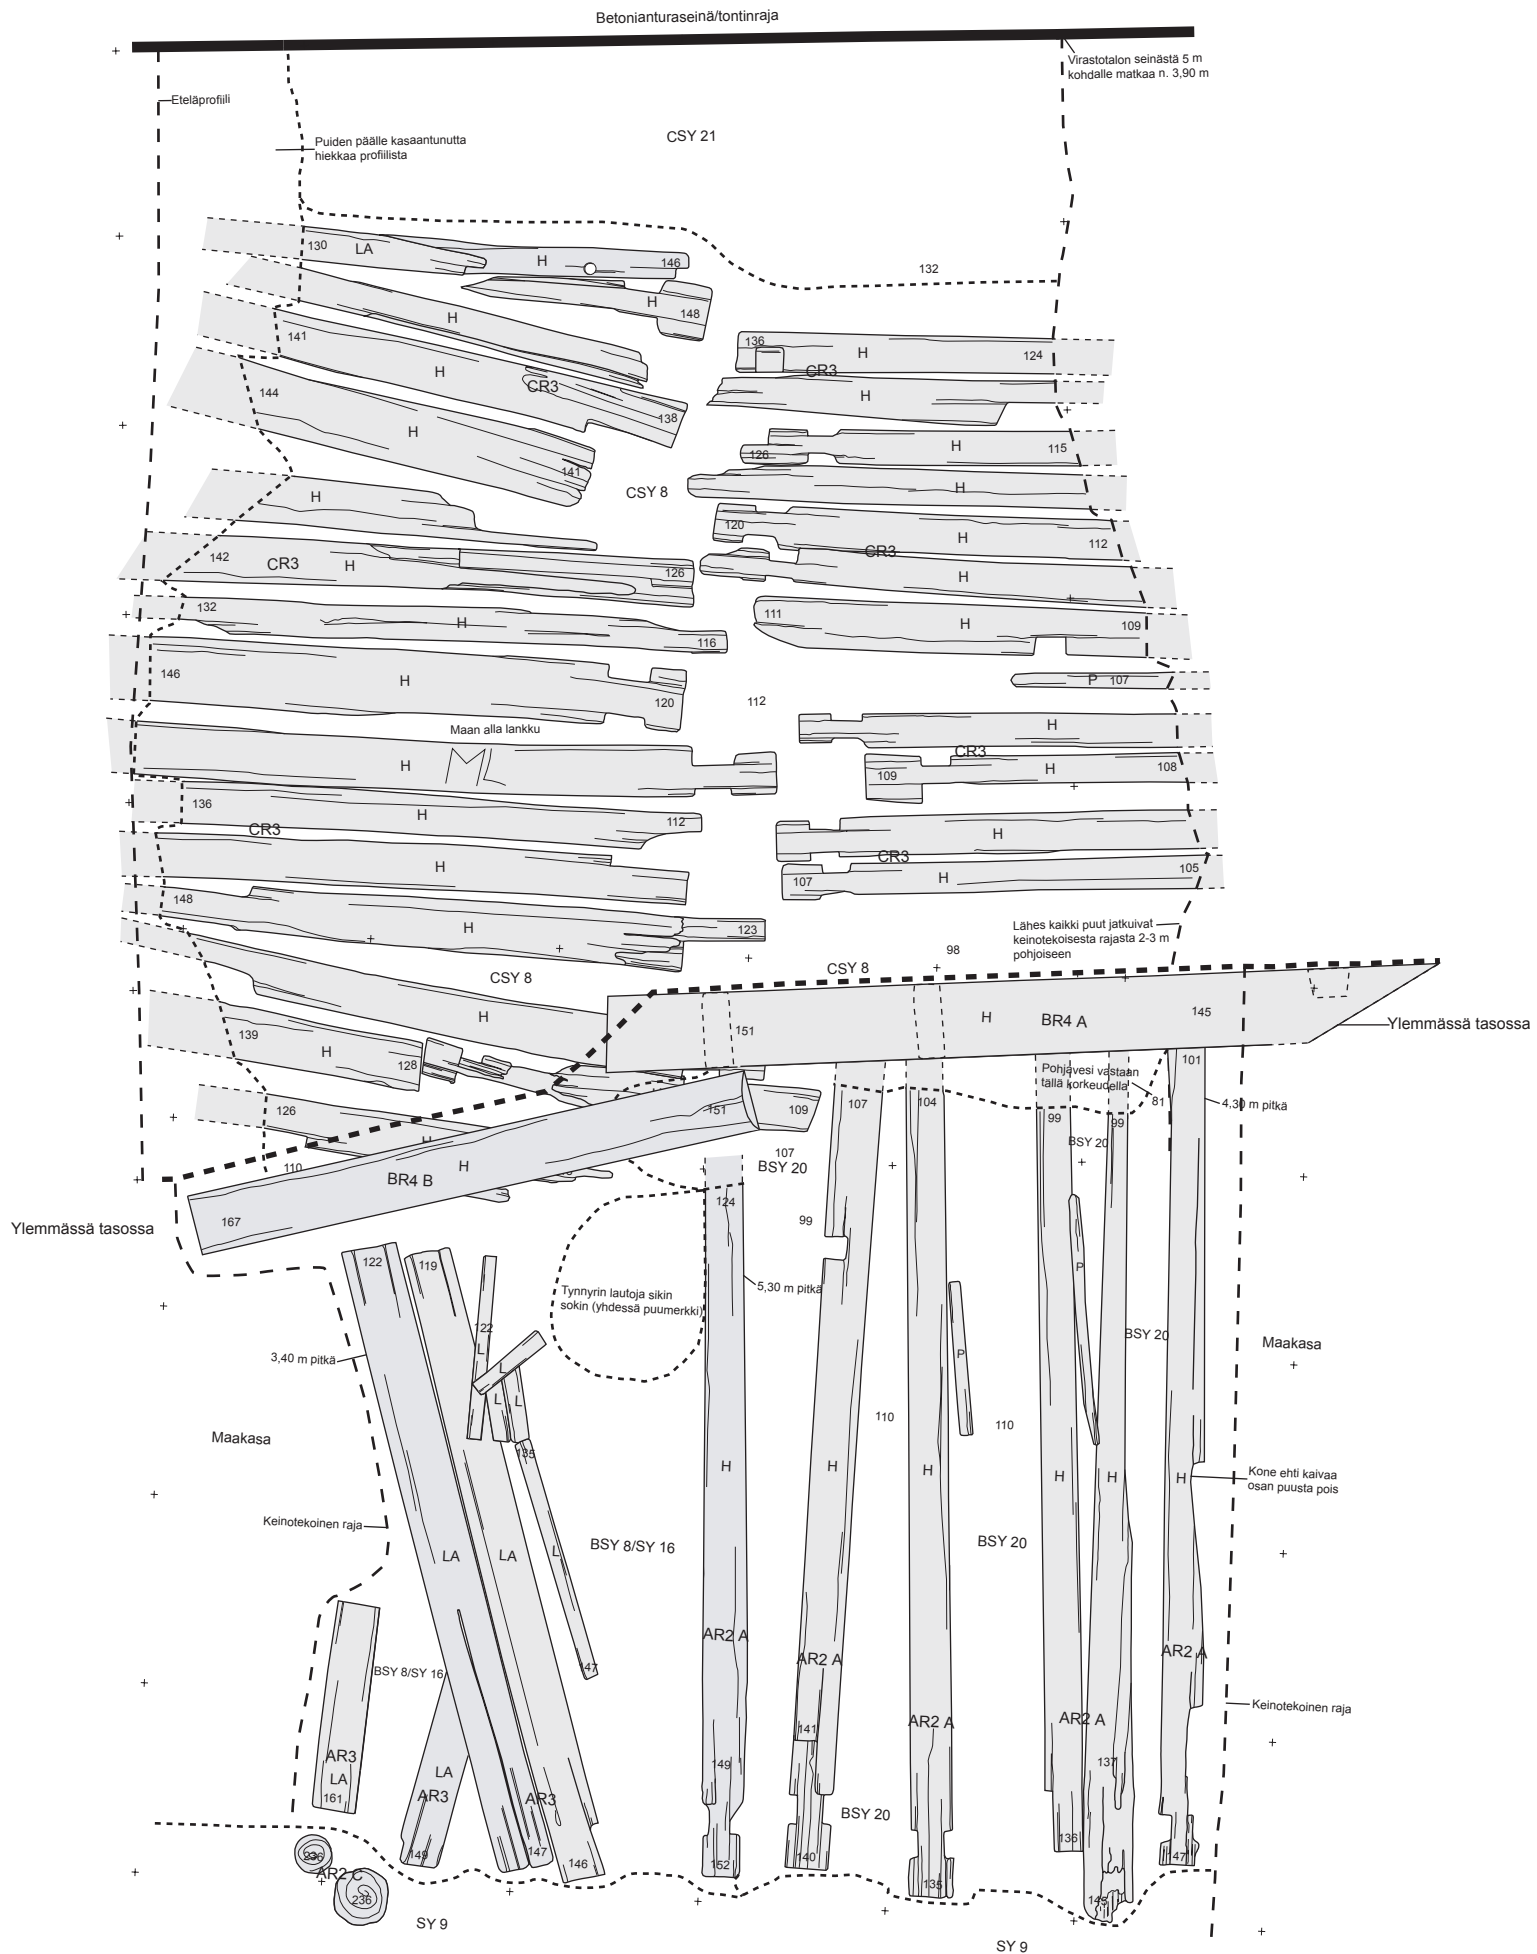 Betonianturaseinä/tontinraja
Virastotalon seinästä 5 m
kohdalle matkaa n. 3,90 m
Eteläprofiili
Puiden päälle kasaantunutta
hiekkaa profiilista
CSY 21
130 LA H 146
132
H
H 148
141 H CR3 138
136 H 124
CR3
H
144 H 141
126 H 115
CSY 8
H
H
120 H 112
CR3
142 CR3 H 126
H
132 H 116
111 H 109
146 H 120
P 107
112
Maan alla lankku
H ML
H
CR3
109 H 108
136 H 112
CR3
H
CR3
H
107 H 105
148 H 123
Lähes kaikki puut jatkuivat
keinotekoisesta rajasta 2-3 m
pohjoiseen
98
CSY 8
CSY 8
H
151 H BR4 A 145
Ylemmässä tasossa
139 H 128
101
Pohjavesi vastaan
tällä korkeudella
81
4,30 m pitkä
126 H
151 109 107 104 99 99
BSY 20
110
107
BSY 20
H
BR4 B
167
Ylemmässä tasossa
124
99
122 119
P
5,30 m pitkä
Tynnyrin lautoja sikin
sokin (yhdessä puumerkki)
122
L
BSY 20
Maakasa
3,40 m pitkä
L
P
L L
110
110
Maakasa
135
H H H H H H
Kone ehti kaivaa
osan puusta pois
Keinotekoinen raja
BSY 8/SY 16
BSY 20
LA LA L
AR2 A
AR2 A
AR2 A
BSY 8/SY 16
147
Keinotekoinen raja
AR2 A
AR2 A
141
AR3
LA
149
137
LA
161
AR3
AR3
BSY 20
136
236
149 147 146
152 140 135 147
AR2 C
236
145
SY 9
SY 9